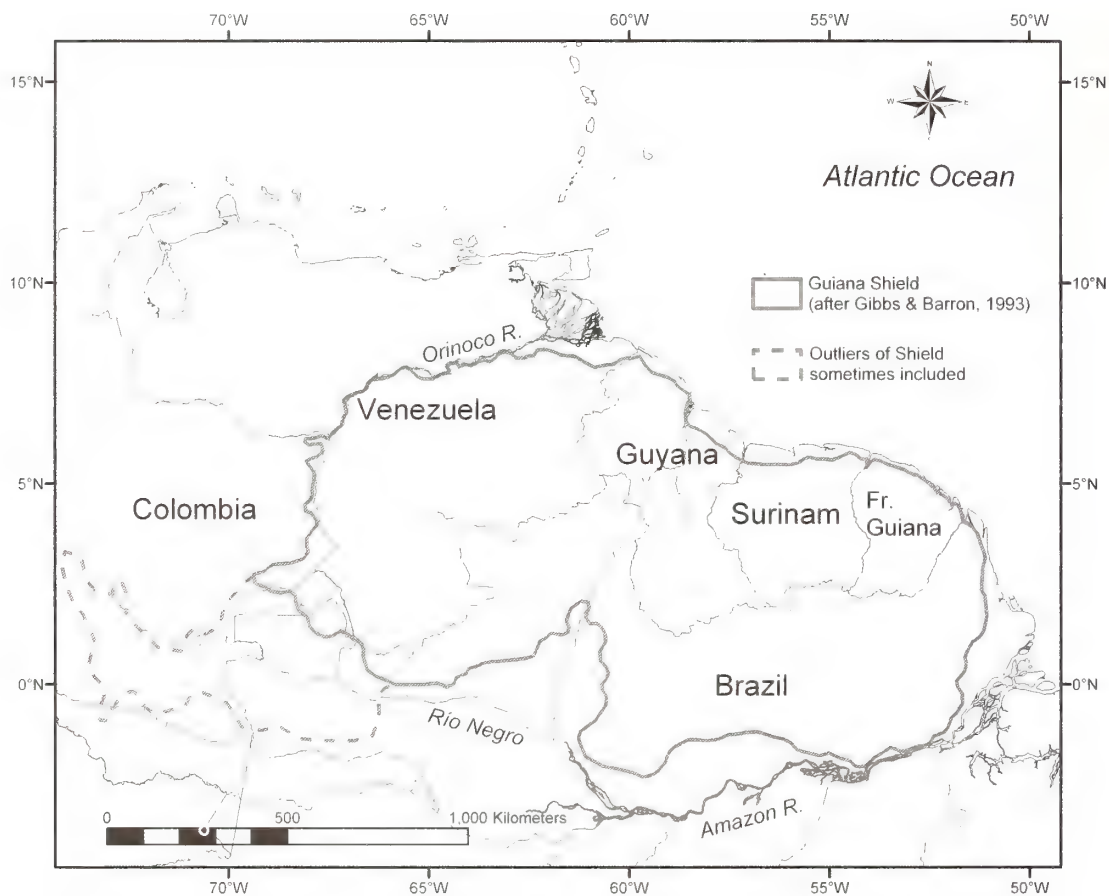 70°W 65°W 60°W 55°W 50°W
15°N 15°N
N
W E
S
Atlantic Ocean
10°N 10°N
Guiana Shield
(after Gibbs & Barron, 1993)
Orinoco R.
Outliers of Shield
sometimes included
Venezuela
Guyana
5°N 5°N
Colombia
Surinam
Fr.
Guiana
0°N 0°N
Brazil
Río Negro
Amazon R.
0 500 1,000 Kilometers
70°W 65°W 60°W 55°W 50°W